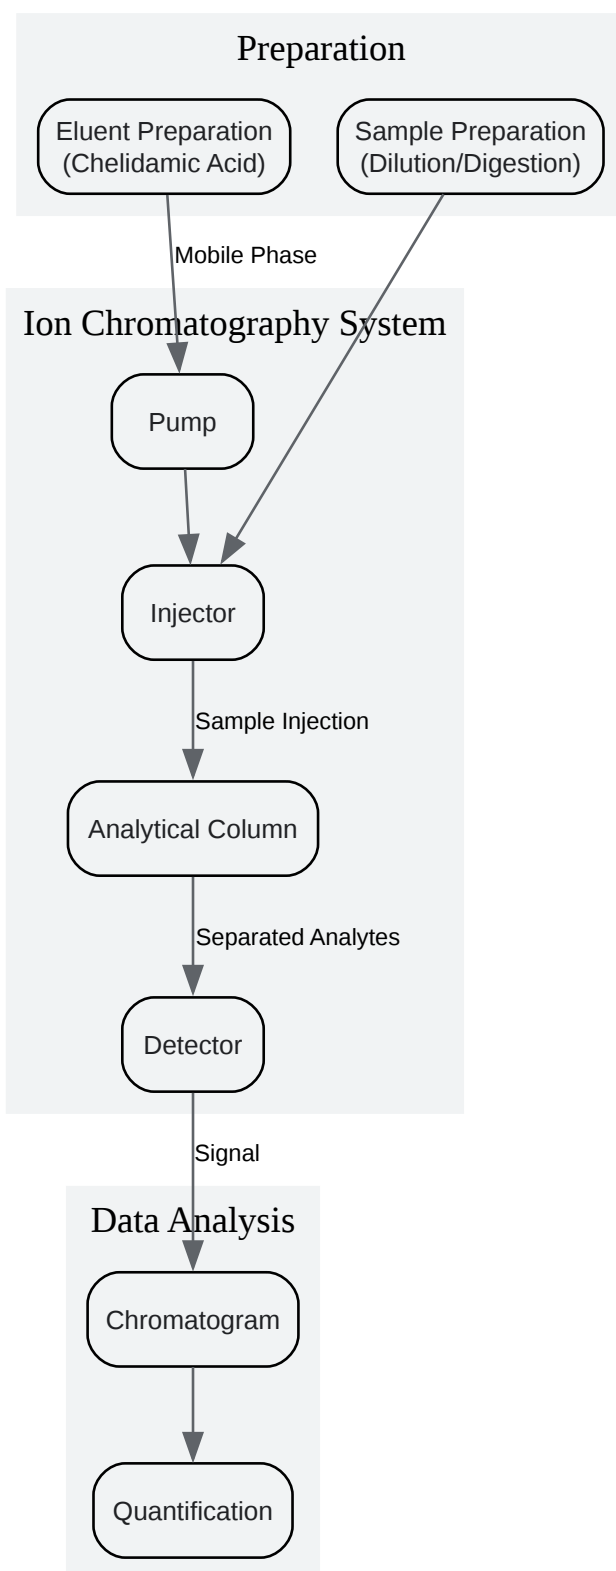 Preparation
Eluent Preparation
(Chelidamic Acid)
Sample Preparation
(Dilution/Digestion)
Mobile Phase
Ion Chromatography System
Pump
Injector
Sample Injection
Analytical Column
Separated Analytes
Detector
Signal
Data Analysis
Chromatogram
Quantification